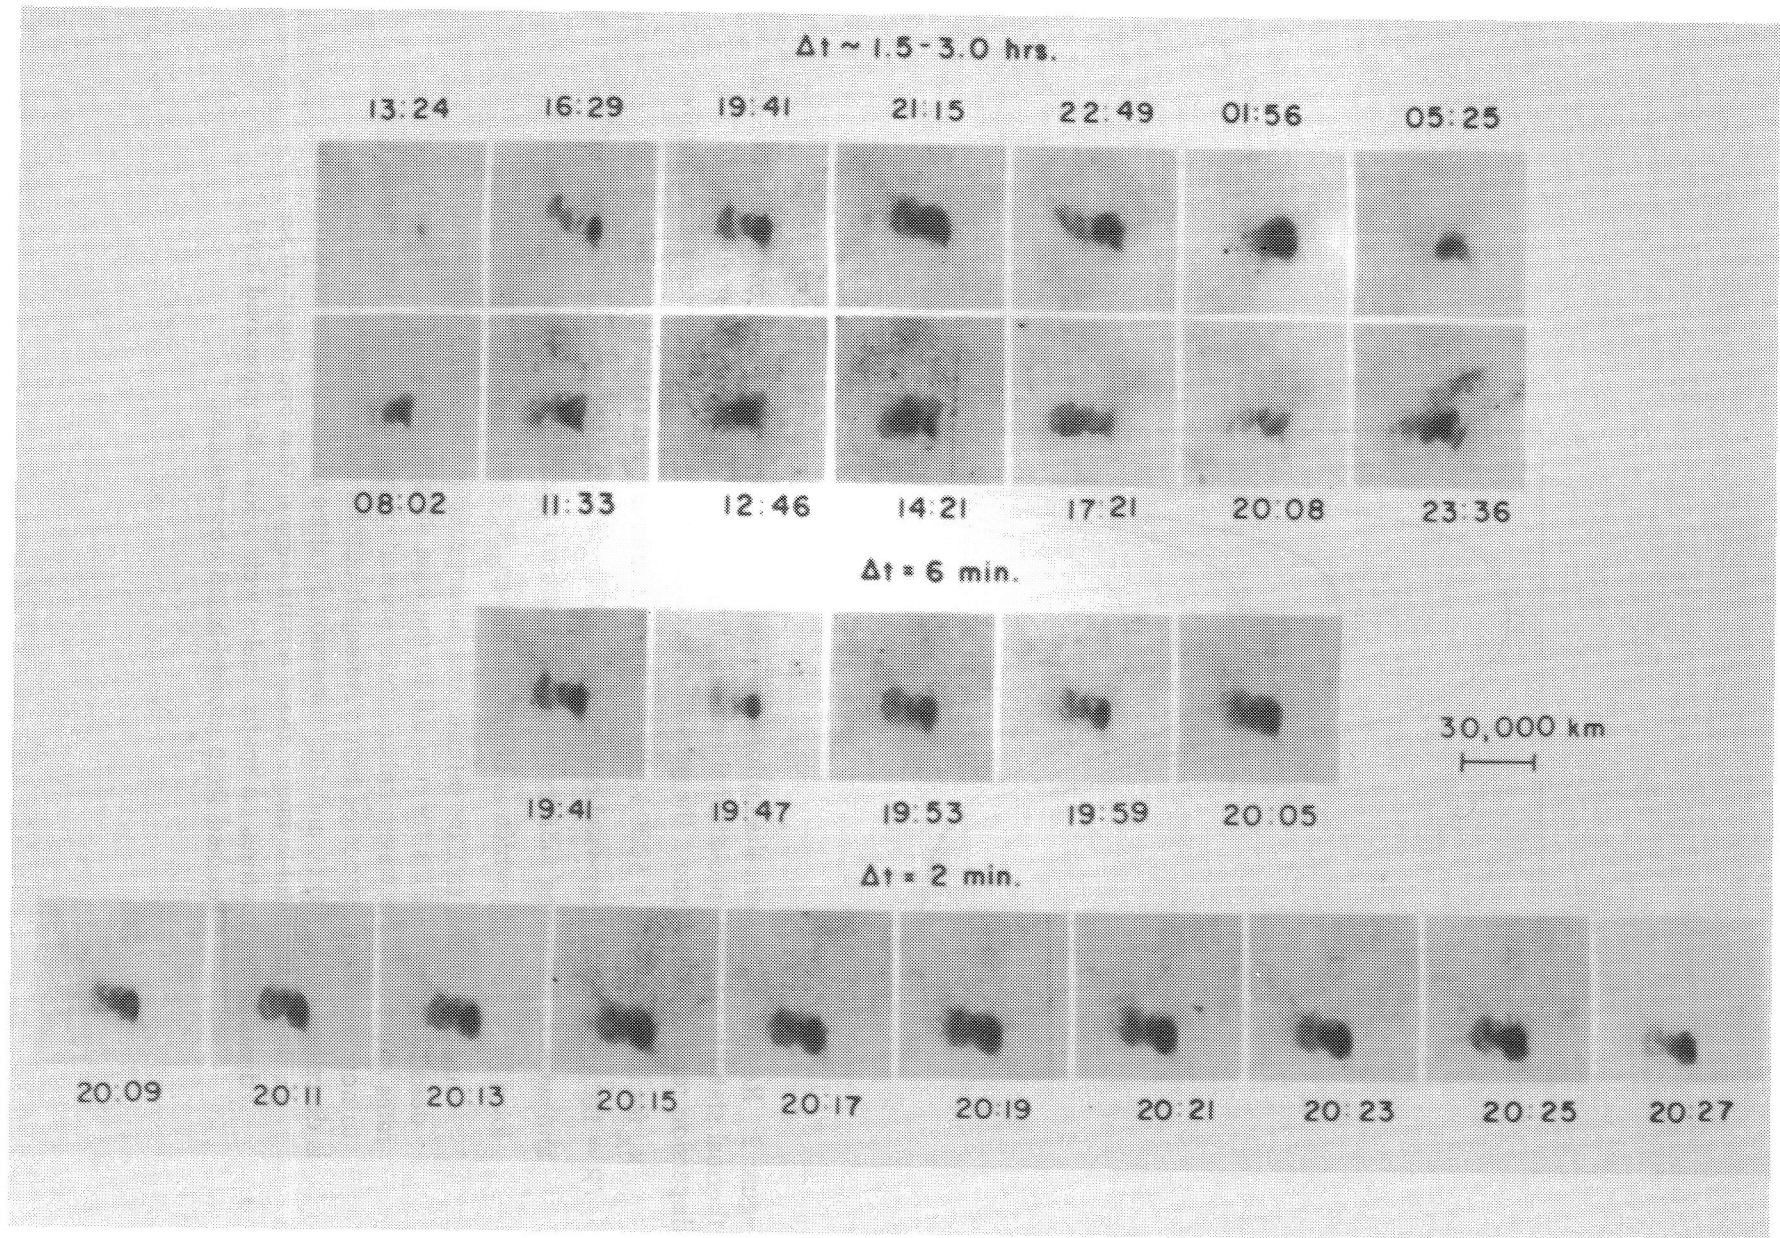 Δt ~ 1.5-3.0 hrs.
13:24 16:29 19:41 21:15 22:49 01:56 05:25
08:02 11:33 12:46 14:21 17:21 20:08 23:36
Δt = 6 min.
30,000 km
19:41 19:47 19:53 19:59 20:05
Δt = 2 min.
20:09 20:11 20:13 20:15 20:17 20:19 20:21 20:23 20:25 20:27